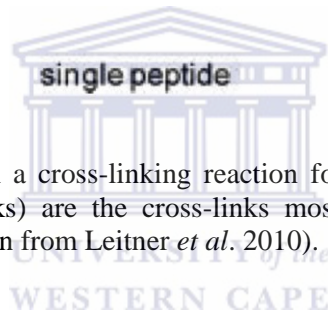 single peptide
a cross-linking reaction fo
ks) are the cross-links mos
n from Leitner et al. 2010).
UNIVERSITY of the
WESTERN CAPE